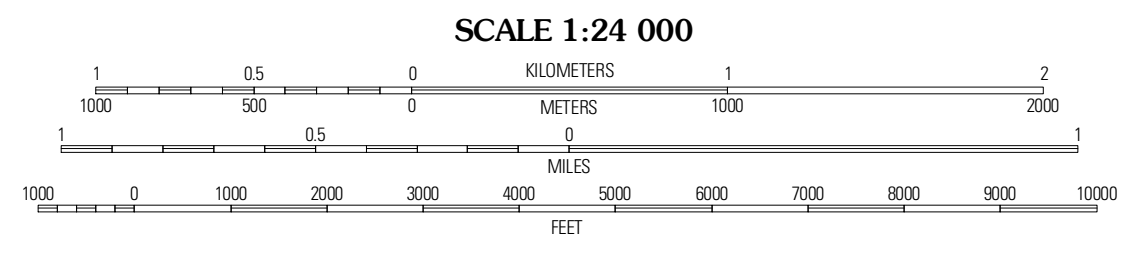 SCALE 1:24 000
1 0.5 0 KILOMETERS 1 2
1000 500 0 METERS 1000 2000
1 0.5 0 1
MILES
1000 0 1000 2000 3000 4000 5000 6000 7000 8000 9000 10000
FEET